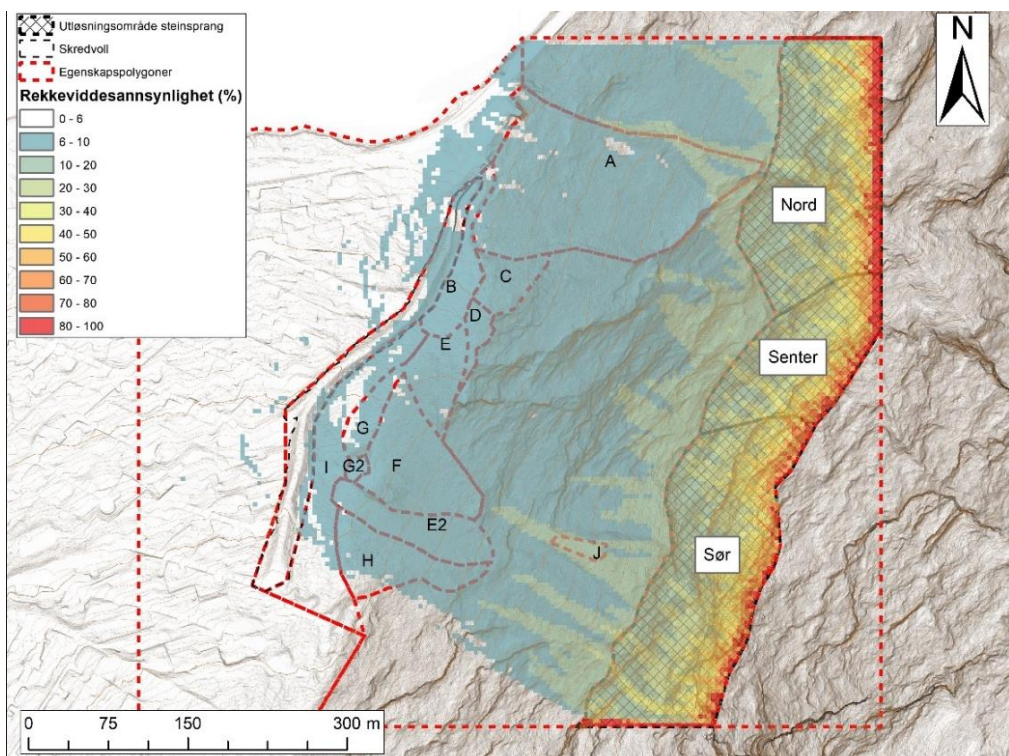 Utløsningsområde steinsprang
Skredvoll
Egenskapspolygoner
Rekkeviddesannsynlighet (%)
0 - 6
6 - 10
10 - 20
20 - 30
30 - 40
40 - 50
50 - 60
60 - 70
70 - 80
80 - 100
N
A
Nord
C
B
D
E
Senter
G
G2
F
I
E2
J
Sør
H
0 75 150 300 m